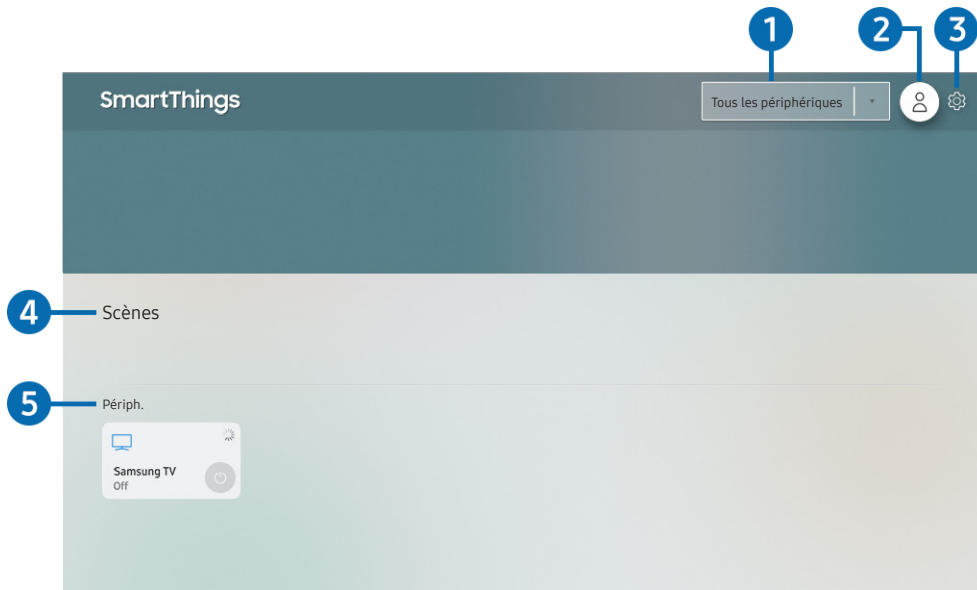 1
2
3
SmartThings
Tous les périphériques
4
Scènes
5
Périph.
Samsung TV
Off